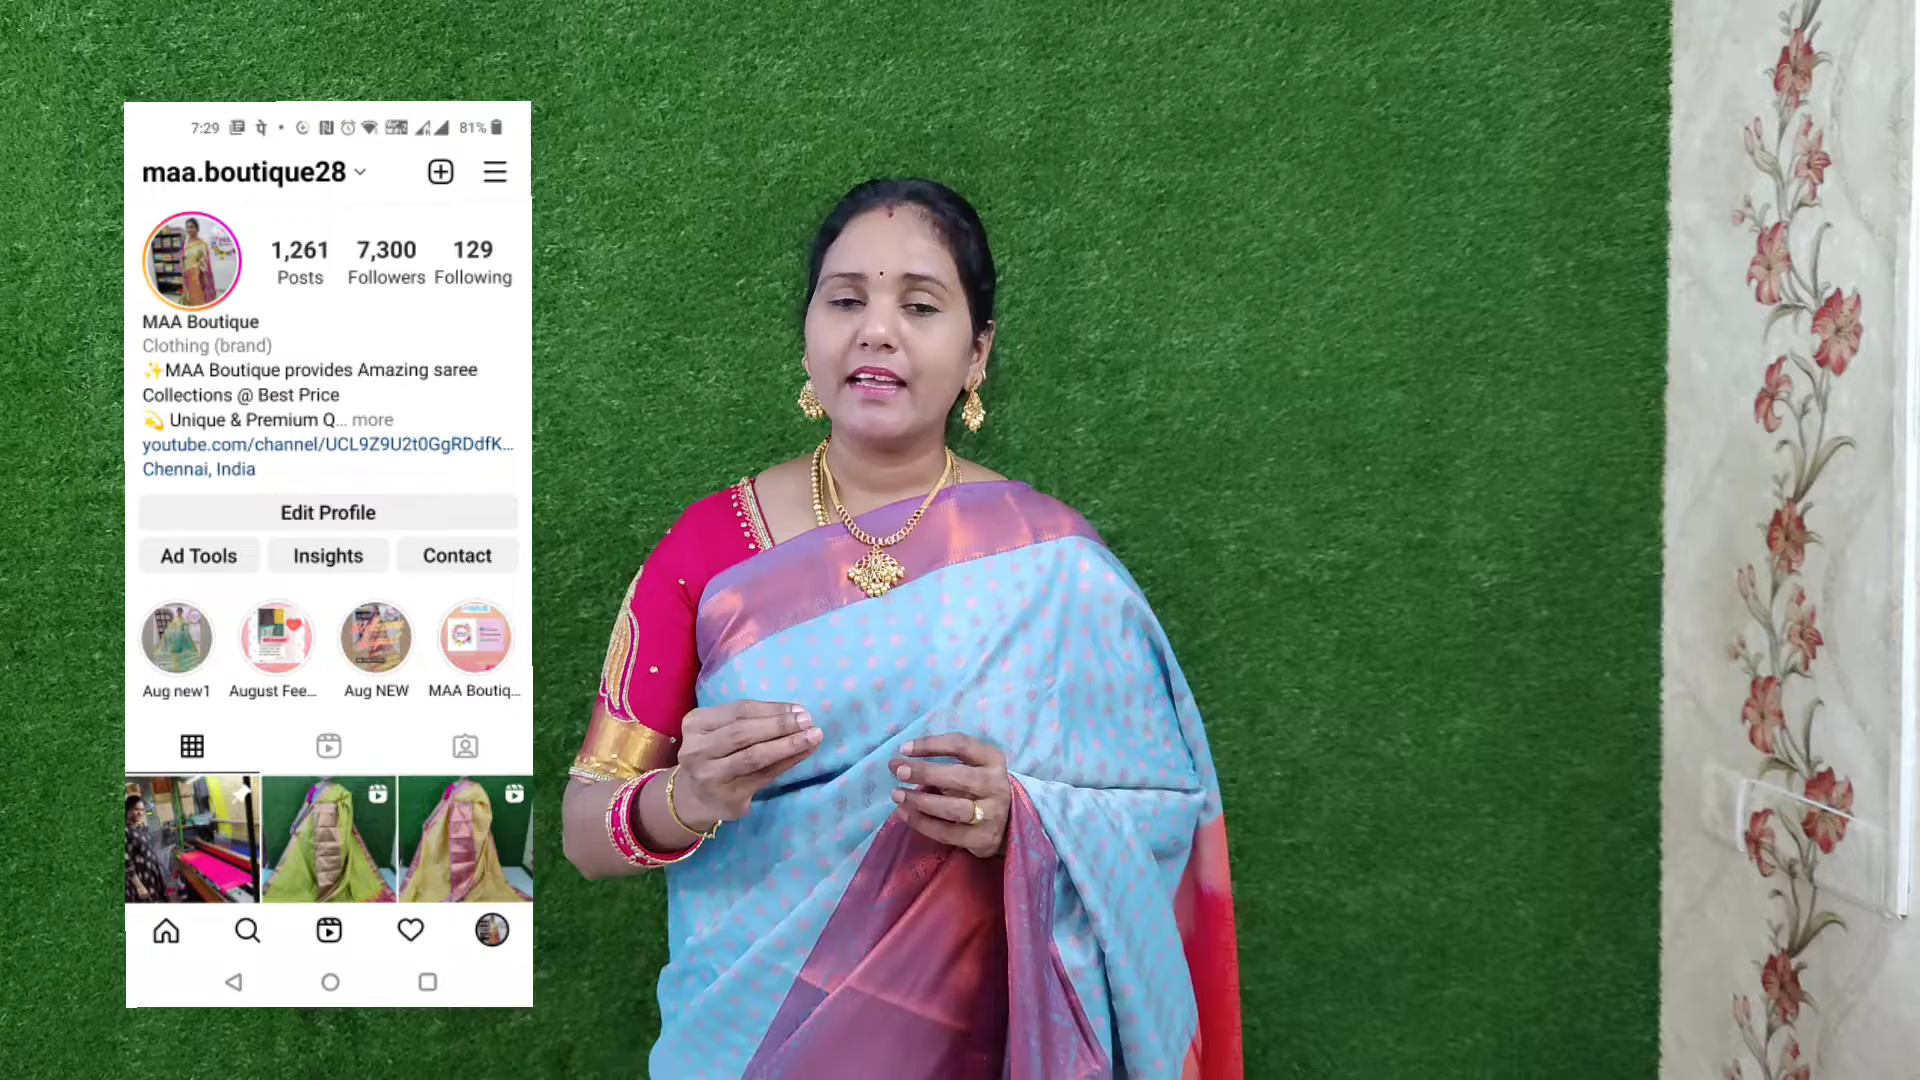 7:29 81%
maa.boutique28
1,261 7,300 129
Posts Followers Following
MAA Boutique
Clothing (brand)
✨MAA Boutique provides Amazing saree
Collections @ Best Price
💫 Unique & Premium Q... more
youtube.com/channel/UCL9Z9U2t0GgRDdfK...
Chennai, India
Edit Profile
Ad Tools Insights Contact
Aug new1 August Fee... Aug NEW MAA Boutiq...